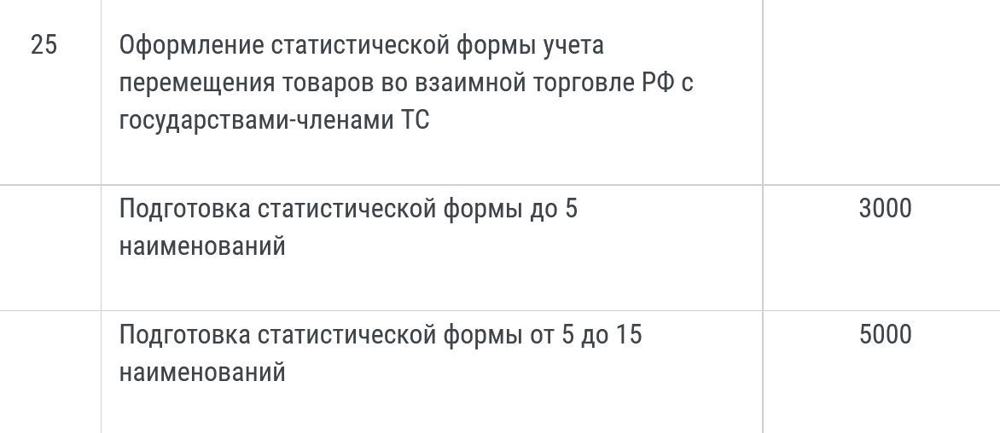 25
Оформление статистической формы учета
перемещения товаров во взаимной торговле РФ с
государствами-членами ТС
Подготовка статистической формы до 5
наименований
3000
Подготовка статистической формы от 5 до 15
наименований
5000